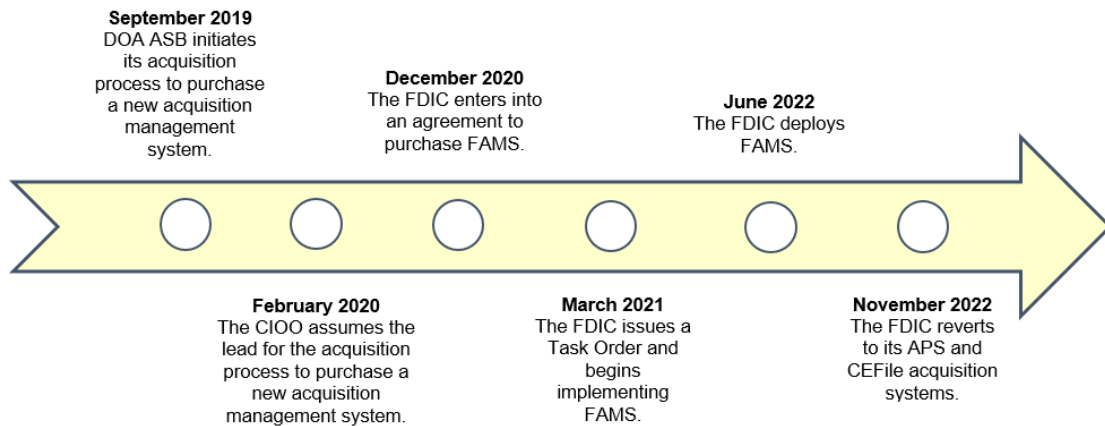 September 2019
DOA ASB initiates
its acquisition
process to purchase
a new acquisition
management
system.
February 2020
The CIOO assumes the
lead for the acquisition
process to purchase a
new acquisition
management system.
December 2020
The FDIC enters into
an agreement to
purchase FAMS.
March 2021
The FDIC issues a
Task Order and
begins
implementing
FAMS.
June 2022
The FDIC deploys
FAMS.
November 2022
The FDIC reverts
to its APS and
CEFile acquisition
systems.